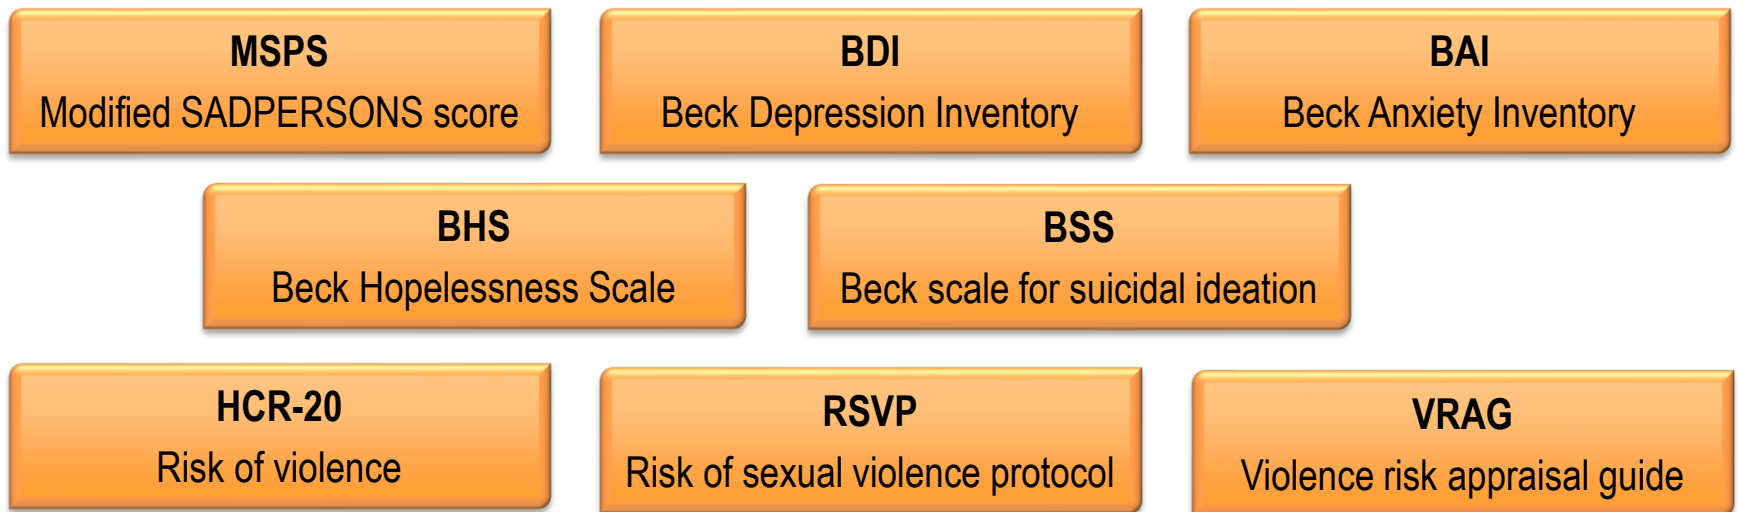 MSPS
Modified SADPERSONS score
BDI
Beck Depression Inventory
BAI
Beck Anxiety Inventory
BHS
Beck Hopelessness Scale
BSS
Beck scale for suicidal ideation
HCR-20
Risk of violence
RSVP
Risk of sexual violence protocol
VRAG
Violence risk appraisal guide